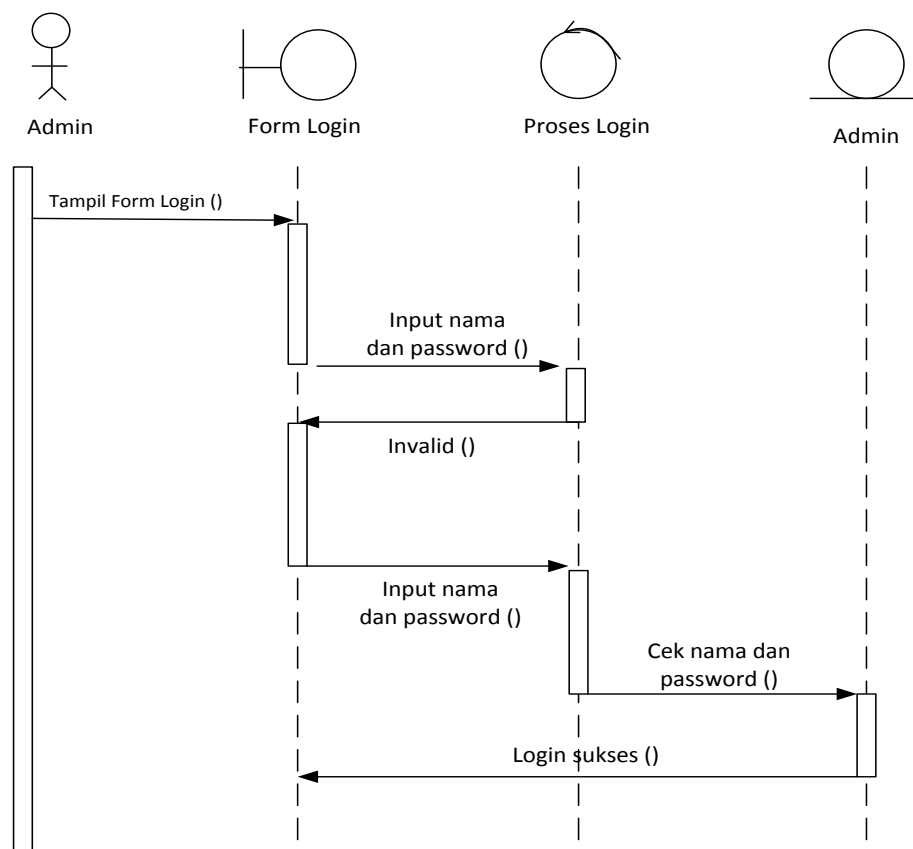 Admin
Form Login
Proses Login
Admin
Tampil Form Login ()
Input nama
dan password ()
Invalid ()
Input nama
dan password ()
Cek nama dan
password ()
Login sukses ()